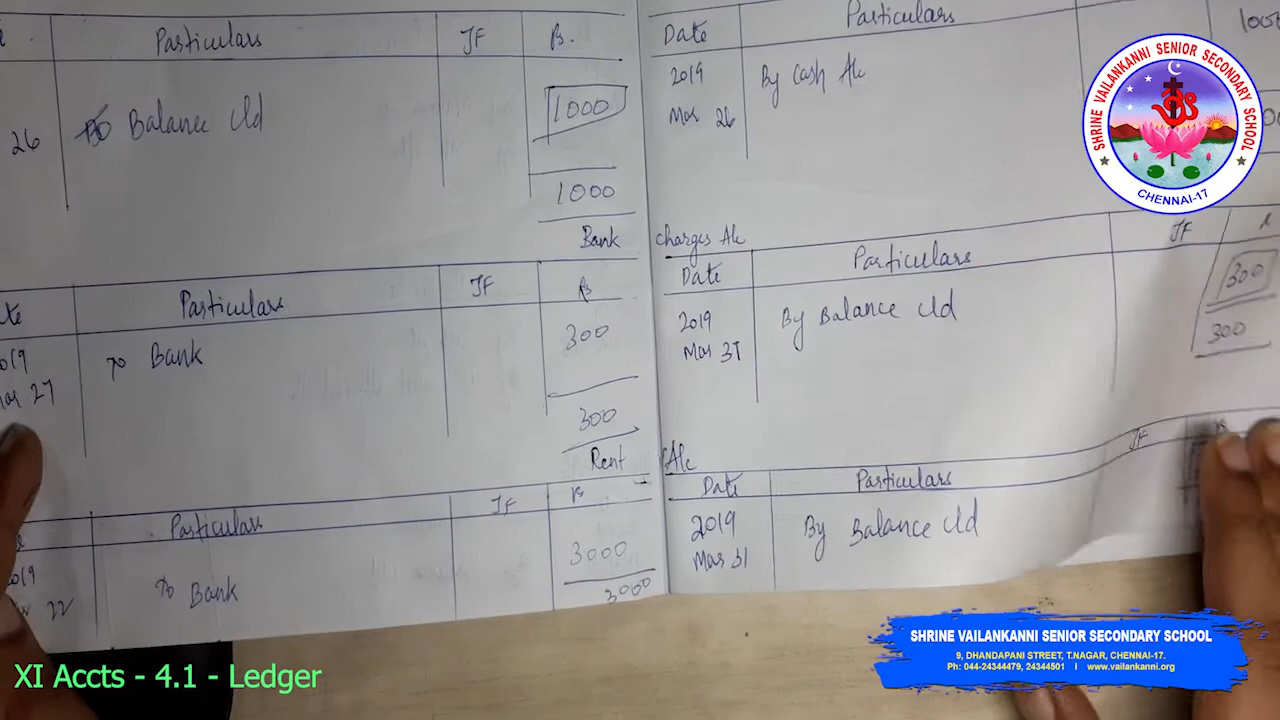 Particulars JF ₨.
26 To Balance c/d 1000
1000
Date Particulars
2019 By Cash A/c
Mar 26
Bank charges A/c
Particulars JF ₨
To Bank 300
Mar 27
300
Date Particulars JF
2019 By Balance c/d 300
Mar 31 300
Rent A/c
Particulars JF ₨
To Bank 3000
22 3000
Date Particulars JF
2019 By Balance c/d
Mar 31
SHRINE VAILANKANNI SENIOR SECONDARY SCHOOL
CHENNAI-17
SHRINE VAILANKANNI SENIOR SECONDARY SCHOOL
9, DHANDAPANI STREET, T.NAGAR, CHENNAI-17.
Ph: 044-24344479, 24344501 I www.vailankanni.org
XI Accts - 4.1 - Ledger